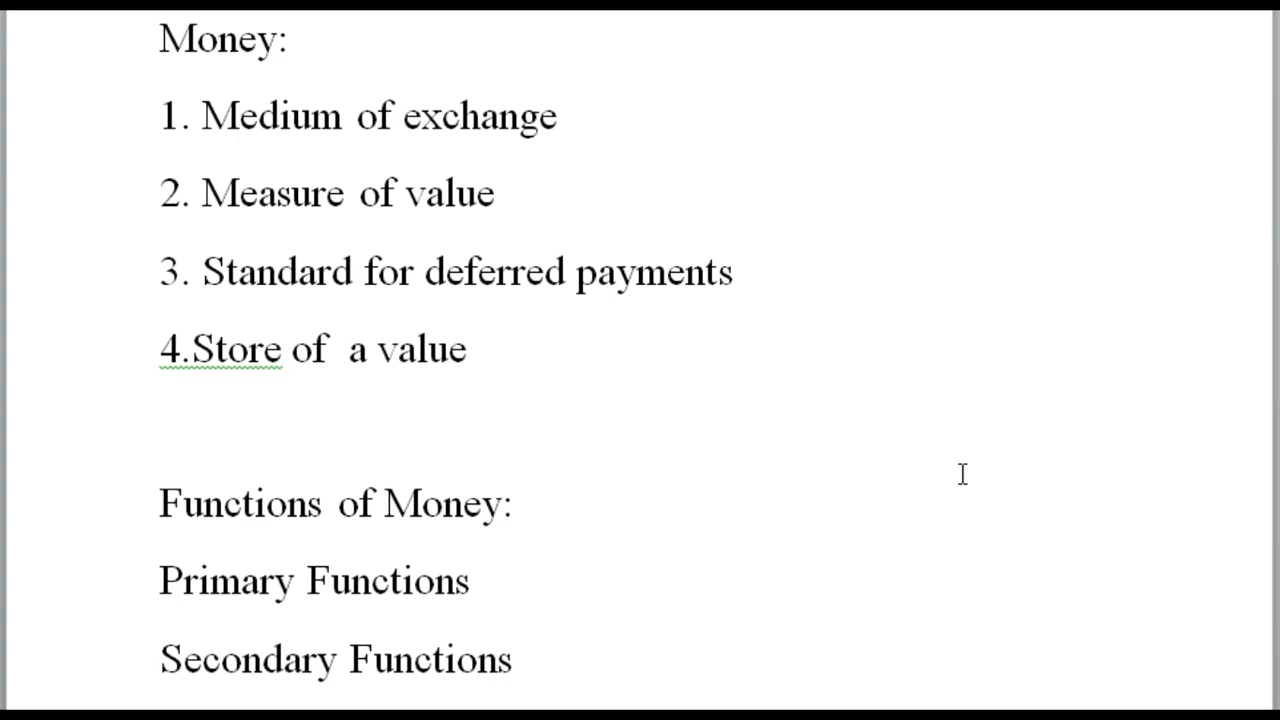 Money:
1. Medium of exchange
2. Measure of value
3. Standard for deferred payments
4.Store of  a value
Functions of Money:
Primary Functions
Secondary Functions